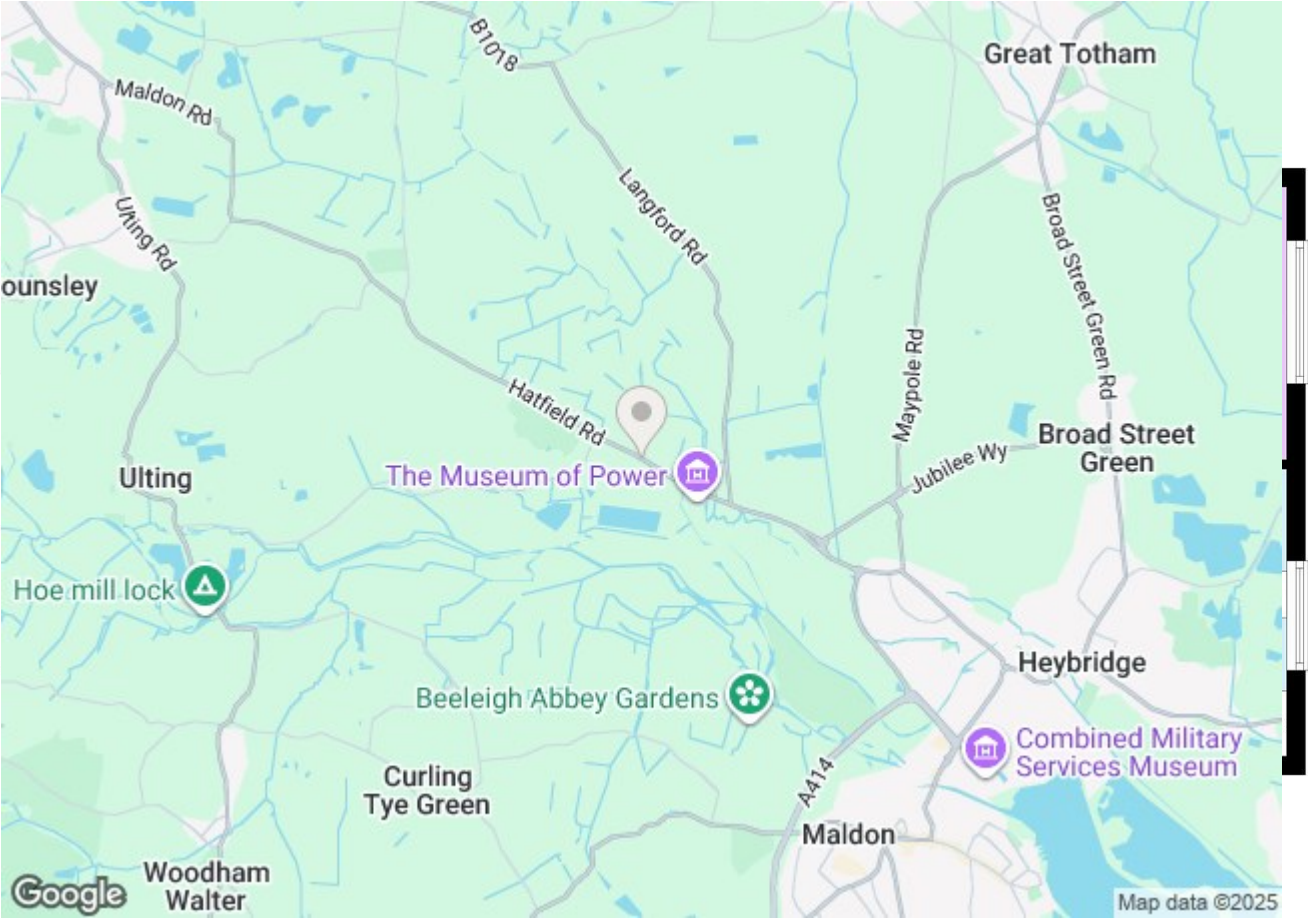 B1018
Great Totham
Maldon Rd
Langford Rd
Ulting Rd
Broad Street Green Rd
ounsley
Maypole Rd
Hatfield Rd
Broad Street
Green
Jubilee Wy
The Museum of Power
Ulting
Hoe mill lock
Heybridge
Beeleigh Abbey Gardens
Combined Military
Services Museum
Curling
Tye Green
A414
Maldon
Woodham
Walter
Google
Map data ©2025